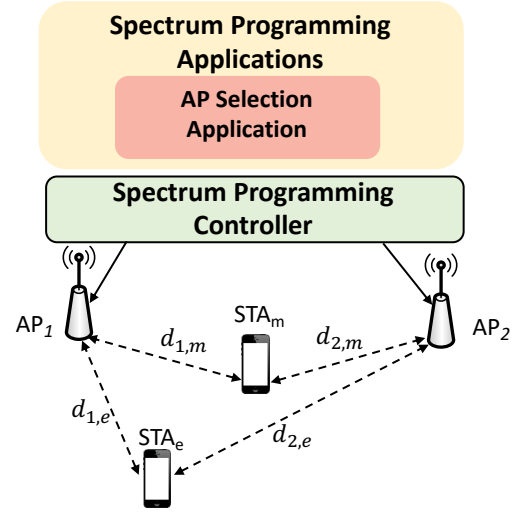 Spectrum Programming
Applications
AP Selection
Application
Spectrum Programming
Controller
AP1
STAm
AP2
d1,m
d2,m
d1,e
d2,e
STAe